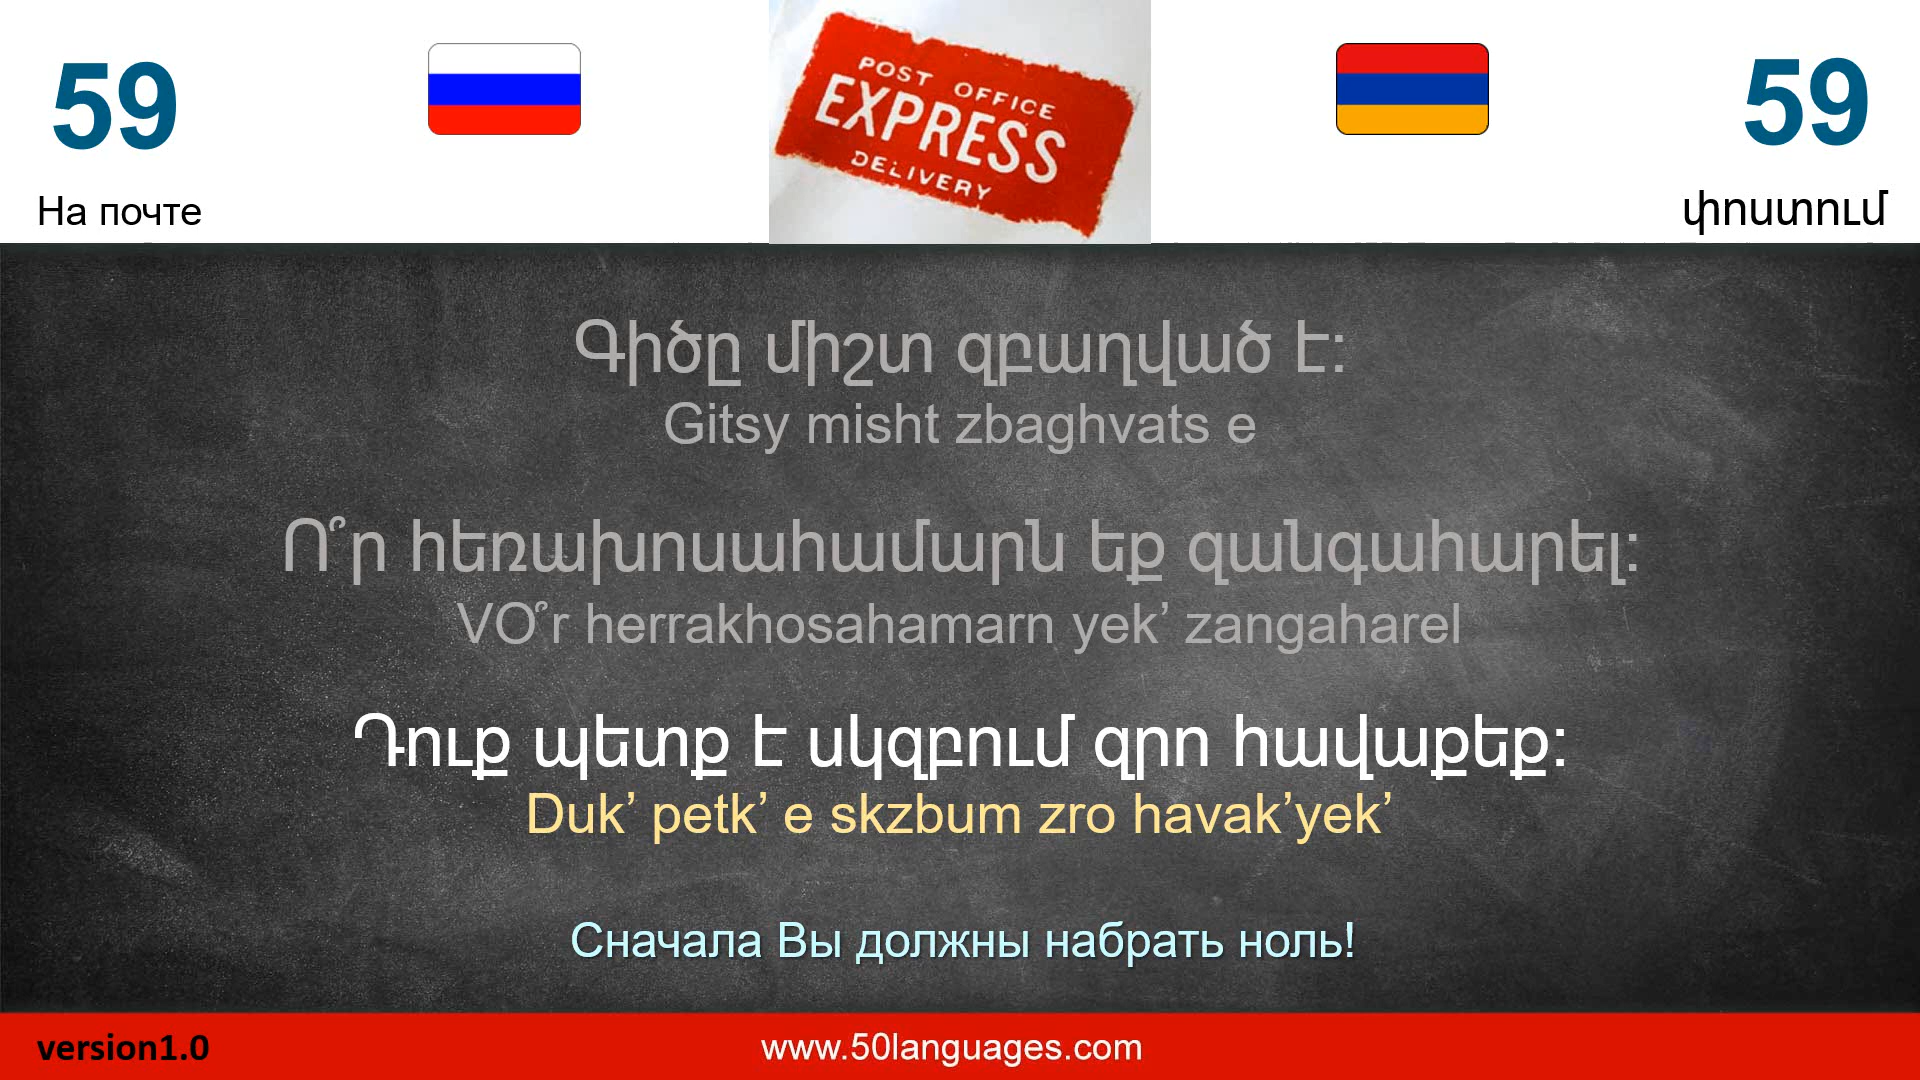 59
59
На почте
POST OFFICE
EXPRESS
DELIVERY
փոստում
Գիծը միշտ զբաղված է:
Gitsy misht zbaghvats e
Ո՞ր հեռախոսահամարն եք զանգահարել:
VO՞r herrakhosahamarn yek’ zangaharel
Դուք պետք է սկզբում զրո հավաքեք:
Duk’ petk’ e skzbum zro havak’yek’
Сначала Вы должны набрать ноль!
version1.0
www.50languages.com